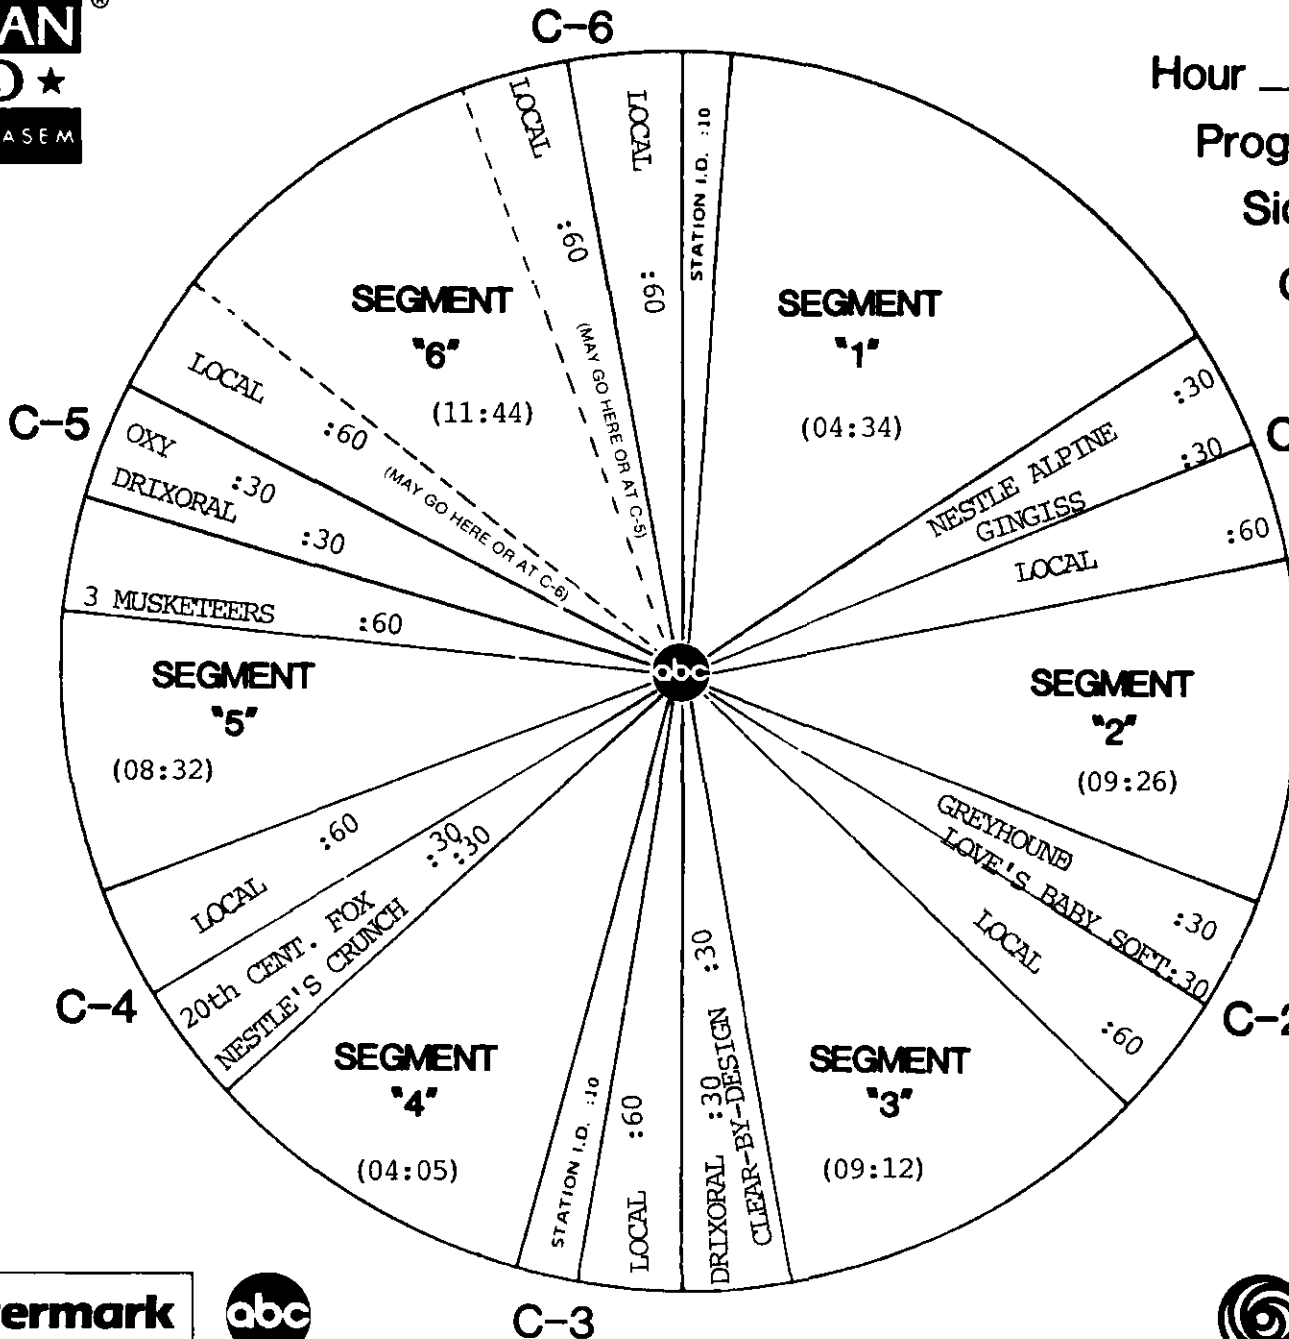 AN ®
D ★
ASEM
C-6
Hour
Prog
LOCAL :60
LOCAL :60
(MAY GO HERE OR AT C-5)
STATION I.D. :10
SEGMENT
"1"
(04:34)
NESTLE ALPINE :30
GINGISS :30
LOCAL :60
SEGMENT
"2"
(09:26)
GREYHOUND :30
LOVE'S BABY SOFT :30
C-2
LOCAL :60
SEGMENT
"3"
(09:12)
CLEAR-BY-DESIGN :30
DRIXORAL :30
C-3
LOCAL :60
STATION I.D. :10
SEGMENT
"4"
(04:05)
NESTLE'S CRUNCH :30
20th CENT. FOX :30
C-4
LOCAL :60
SEGMENT
"5"
(08:32)
3 MUSKETEERS :60
DRIXORAL :30
OXY :30
C-5
LOCAL :60
(MAY GO HERE OR AT C-6)
SEGMENT
"6"
(11:44)
abc
ermark
abc